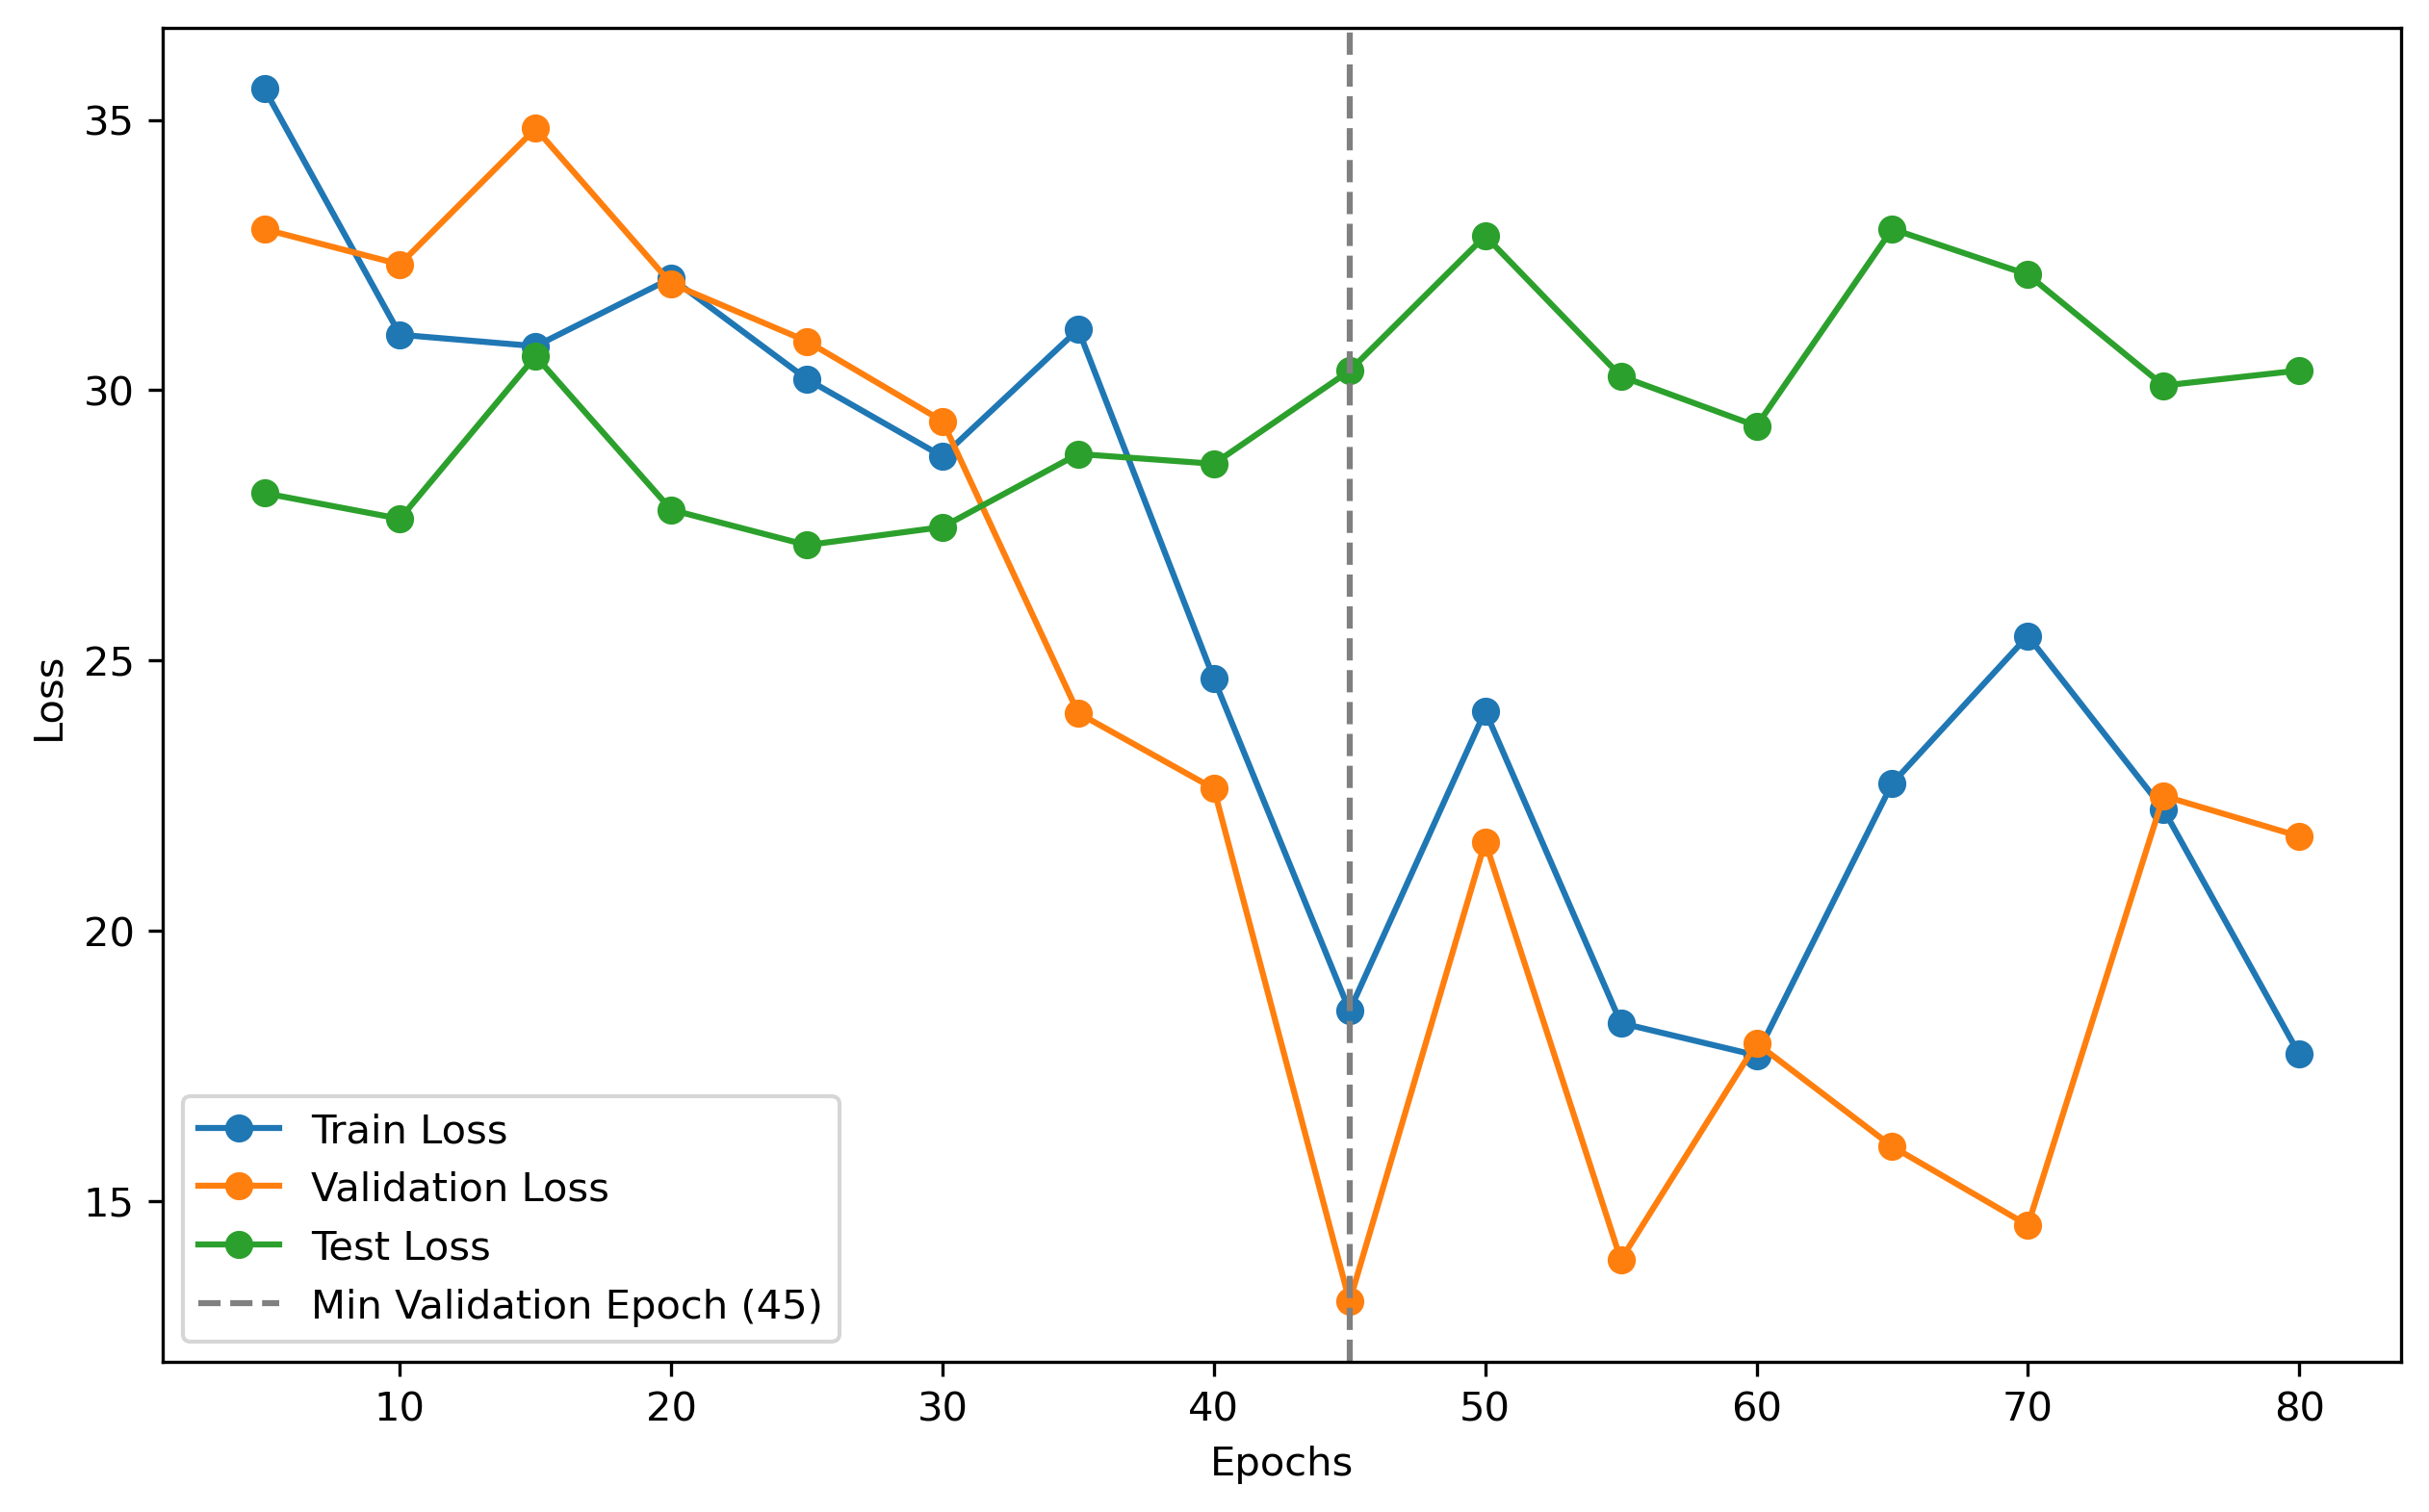 35
30
25
20
15
Loss
Train Loss
Validation Loss
Test Loss
Min Validation Epoch (45)
10 20 30 40 50 60 70 80
Epochs